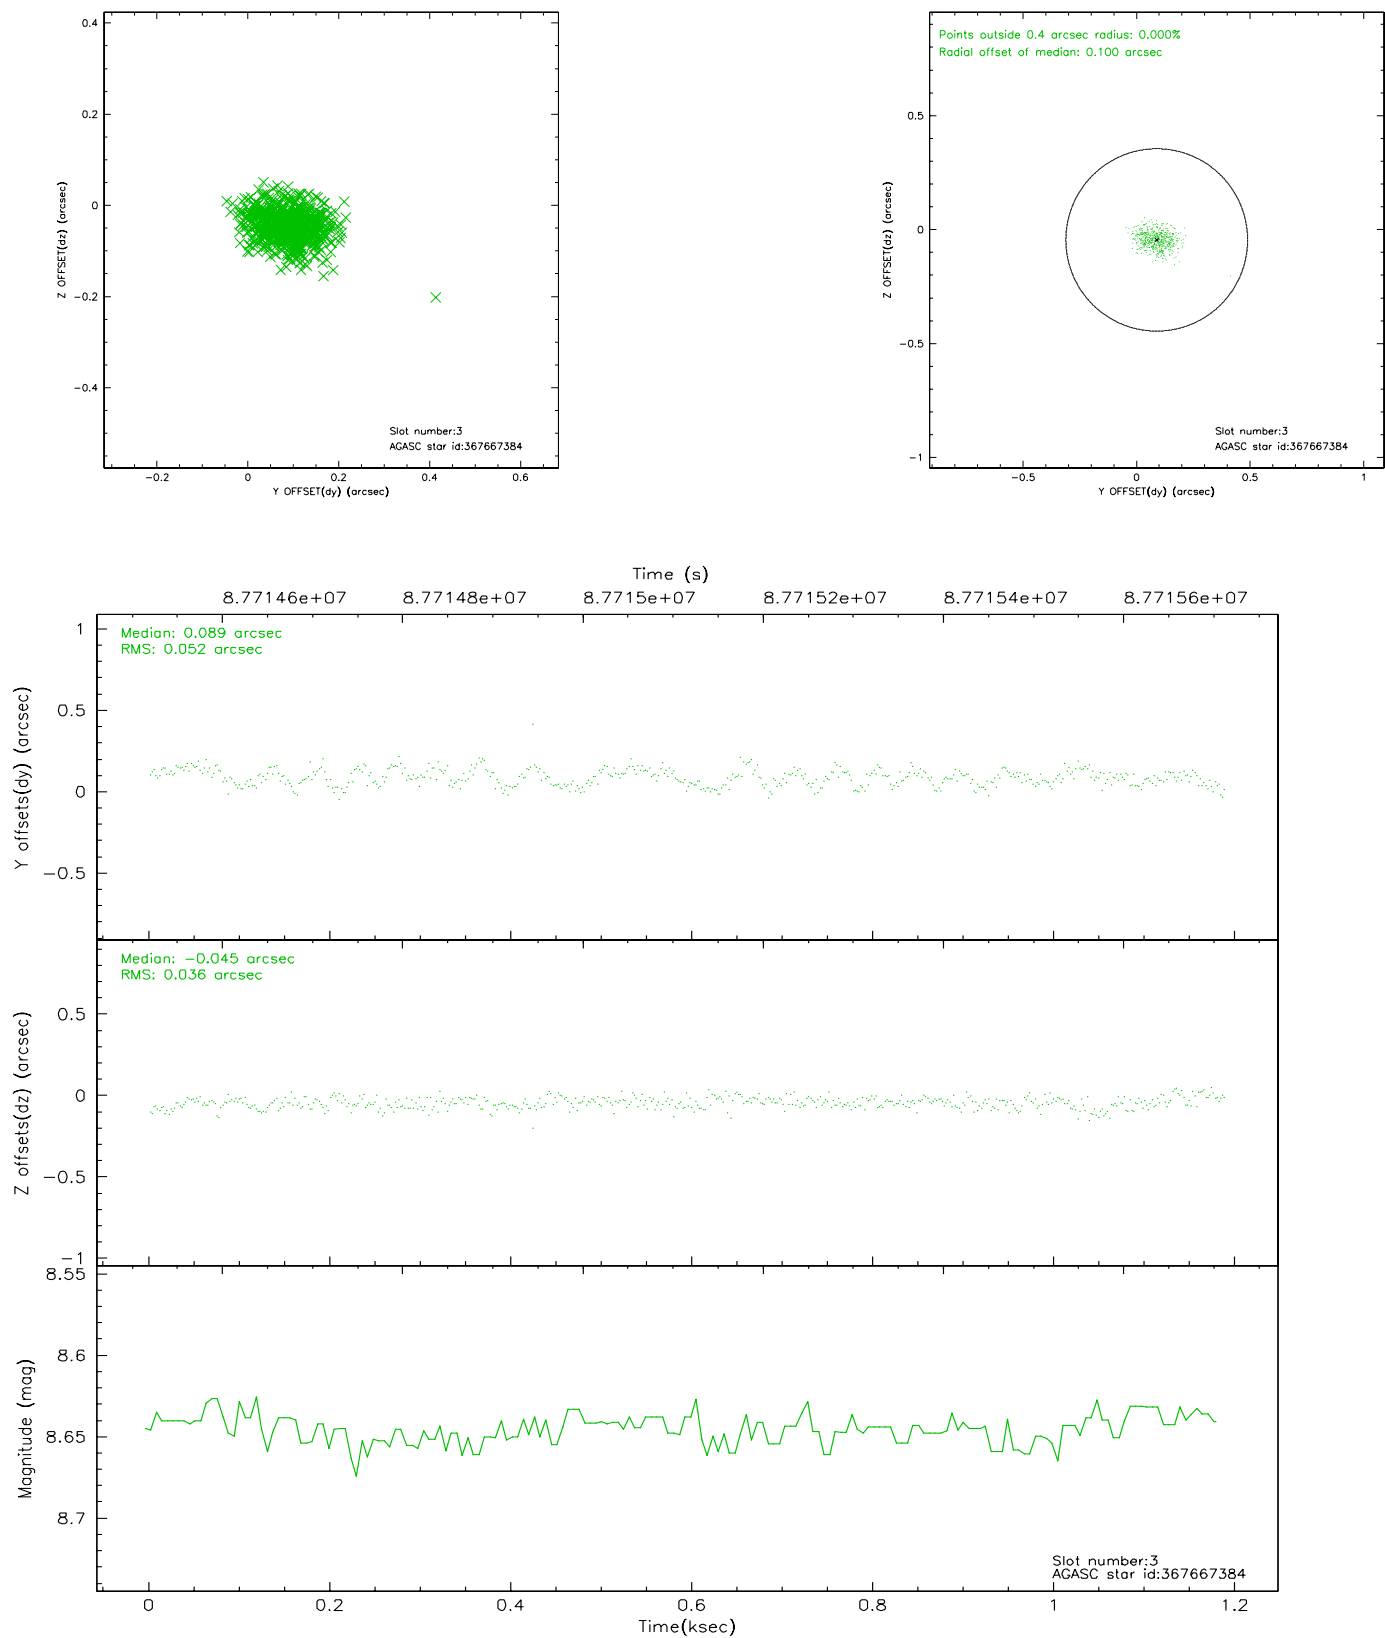 0.4
0.2
0
−0.2
−0.4
Z OFFSET(dz) (arcsec)
Slot number:3
AGASC star id:367667384
−0.2 0 0.2 0.4 0.6
Y OFFSET(dy) (arcsec)
Points outside 0.4 arcsec radius: 0.000%
Radial offset of median: 0.100 arcsec
0.5
0
−0.5
−1
Z OFFSET(dz) (arcsec)
Slot number:3
AGASC star id:367667384
−0.5 0 0.5 1
Y OFFSET(dy) (arcsec)
Time (s)
8.77146e+07 8.77148e+07 8.7715e+07 8.77152e+07 8.77154e+07 8.77156e+07
Median: 0.089 arcsec
RMS: 0.052 arcsec
1
0.5
0
−0.5
Y offsets(dy) (arcsec)
Median: −0.045 arcsec
RMS: 0.036 arcsec
0.5
0
−0.5
−1
Z offsets(dz) (arcsec)
8.55
8.6
8.65
8.7
Magnitude (mag)
Slot number:3
AGASC star id:367667384
0 0.2 0.4 0.6 0.8 1 1.2
Time(ksec)